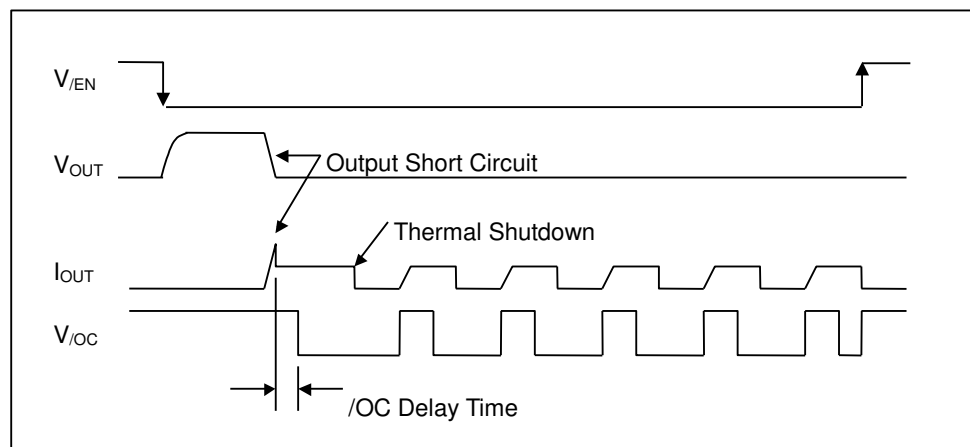 V/EN
VOUT
Output Short Circuit
Thermal Shutdown
IOUT
V/OC
/OC Delay Time